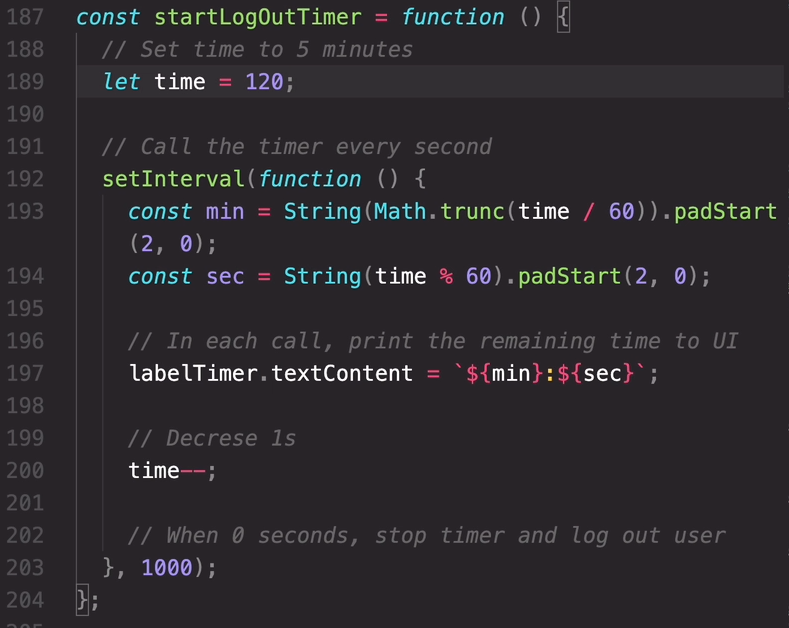 187 const startLogOutTimer = function () {
188 // Set time to 5 minutes
189 let time = 120;
190
191 // Call the timer every second
192 setInterval(function () {
193 const min = String(Math.trunc(time / 60)).padStart
(2, 0);
194 const sec = String(time % 60).padStart(2, 0);
195
196 // In each call, print the remaining time to UI
197 labelTimer.textContent = `${min}:${sec}`;
198
199 // Decrese 1s
200 time--;
201
202 // When 0 seconds, stop timer and log out user
203 }, 1000);
204 };
205